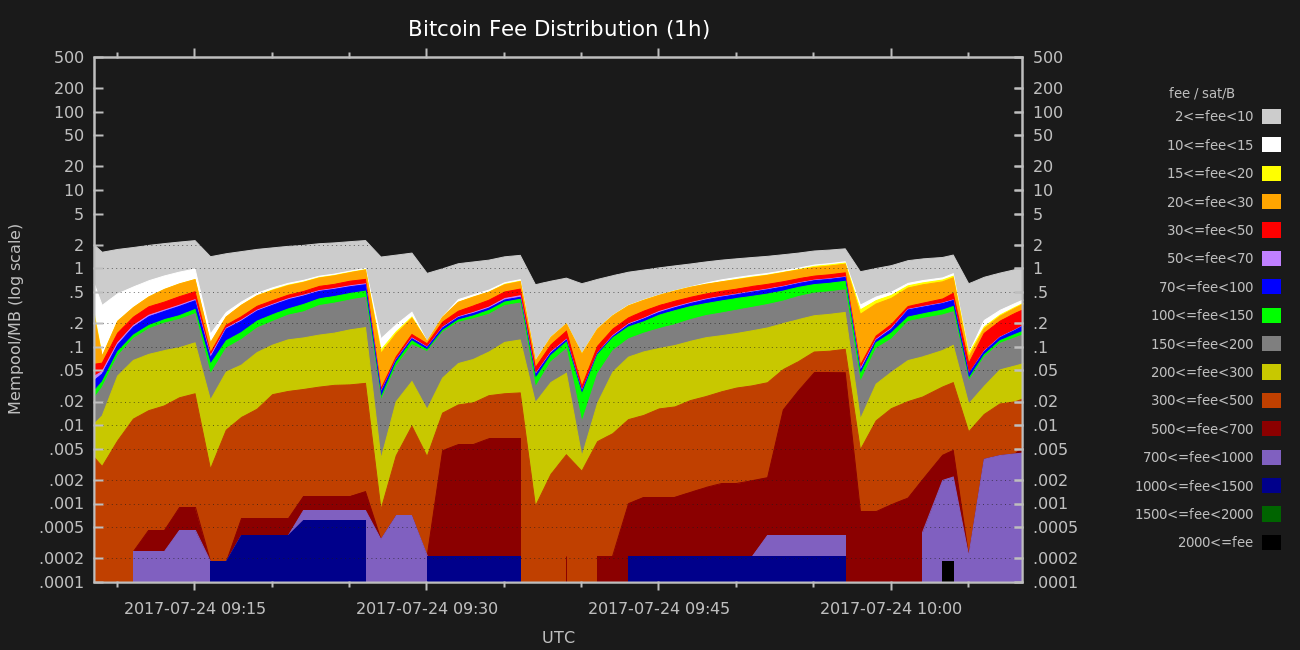 Bitcoin Fee Distribution (1h)
500
200
100
50
20
10
5
2
1
.5
.2
.1
.05
.02
.01
.005
.002
.001
.0005
.0002
.0001
Mempool/MB (log scale)
500
200
100
50
20
10
5
2
1
.5
.2
.1
.05
.02
.01
.005
.002
.001
.0005
.0002
.0001
2017-07-24 09:15 2017-07-24 09:30 2017-07-24 09:45 2017-07-24 10:00
UTC
fee / sat/B
2<=fee<10
10<=fee<15
15<=fee<20
20<=fee<30
30<=fee<50
50<=fee<70
70<=fee<100
100<=fee<150
150<=fee<200
200<=fee<300
300<=fee<500
500<=fee<700
700<=fee<1000
1000<=fee<1500
1500<=fee<2000
2000<=fee